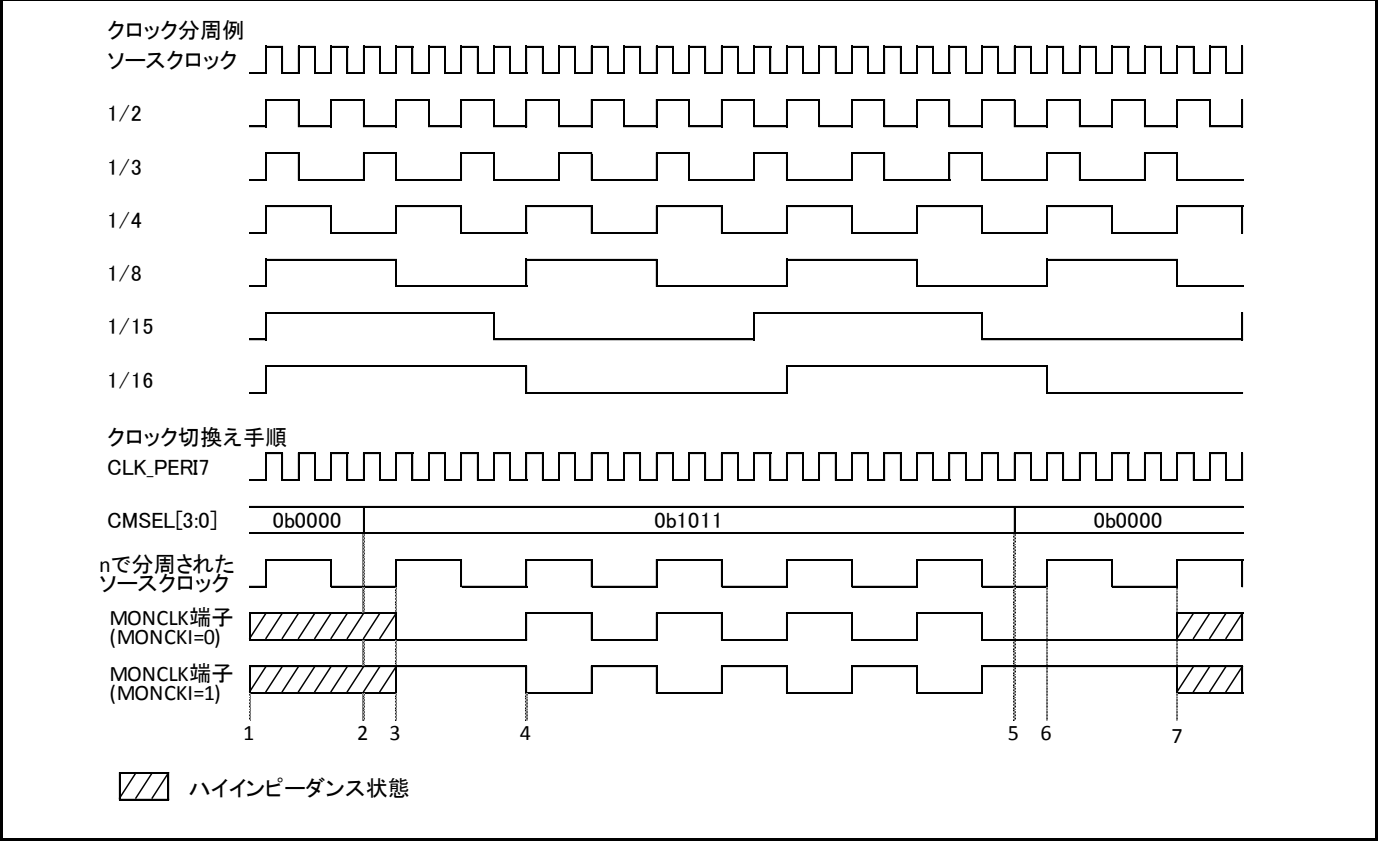 クロック分周例
ソースクロック
1/2
1/3
1/4
1/8
1/15
1/16
クロック切換え手順
CLK_PERI7
CMSEL[3:0] 0b0000 0b1011 0b0000
nで分周された
ソースクロック
MONCLK端子
(MONCKI=0)
MONCLK端子
(MONCKI=1)
1 2 3 4 5 6 7
ハイインピーダンス状態